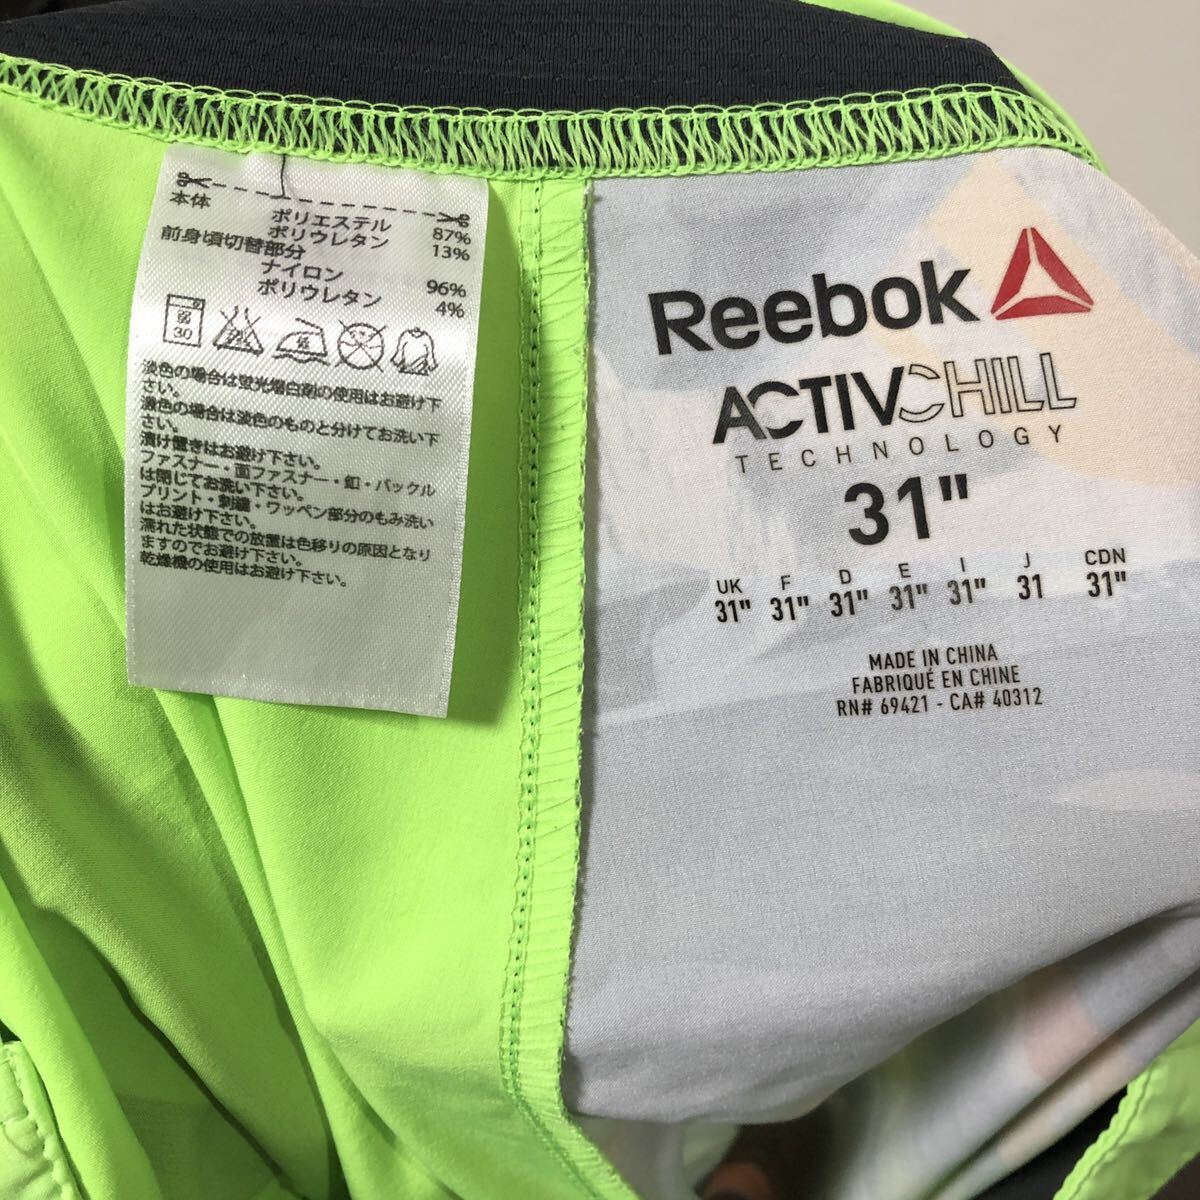 本体
ポリエステル 87%
ポリウレタン 13%
前身頃切替部分
ナイロン 96%
ポリウレタン 4%
弱
30
低
淡色の場合は蛍光増白剤の使用はお避け下
さい。
濃色の場合は淡色のものと分けてお洗い下
さい。
漬け置きはお避け下さい。
ファスナー・面ファスナー・釦・バックル
は閉じてお洗い下さい。
プリント・刺繍・ワッペン部分のもみ洗い
はお避け下さい。
濡れた状態での放置は色移りの原因となり
ますのでお避け下さい。
乾燥機の使用はお避け下さい。
Reebok
ACTIVCHILL
TECHNOLOGY
31"
UK F D E I J CDN
31" 31" 31" 31" 31" 31 31"
MADE IN CHINA
FABRIQUÉ EN CHINE
RN# 69421 - CA# 40312